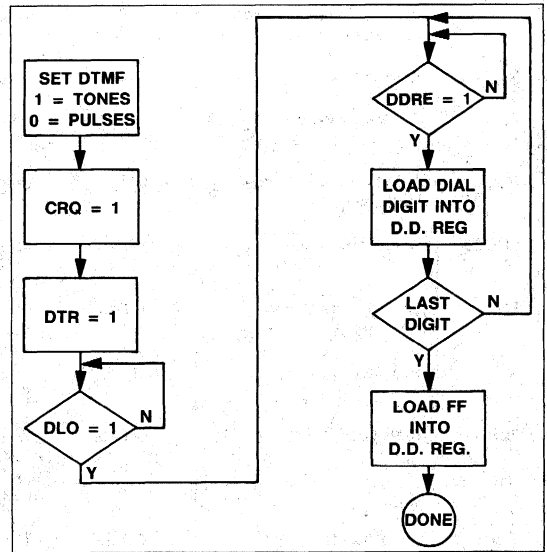 SET DTMF
1 = TONES
0 = PULSES
CRQ = 1
DTR = 1
DLO = 1
N
Y
DDRE = 1
N
Y
LOAD DIAL
DIGIT INTO
D.D. REG
LAST
DIGIT
N
Y
LOAD FF
INTO
D.D. REG.
DONE